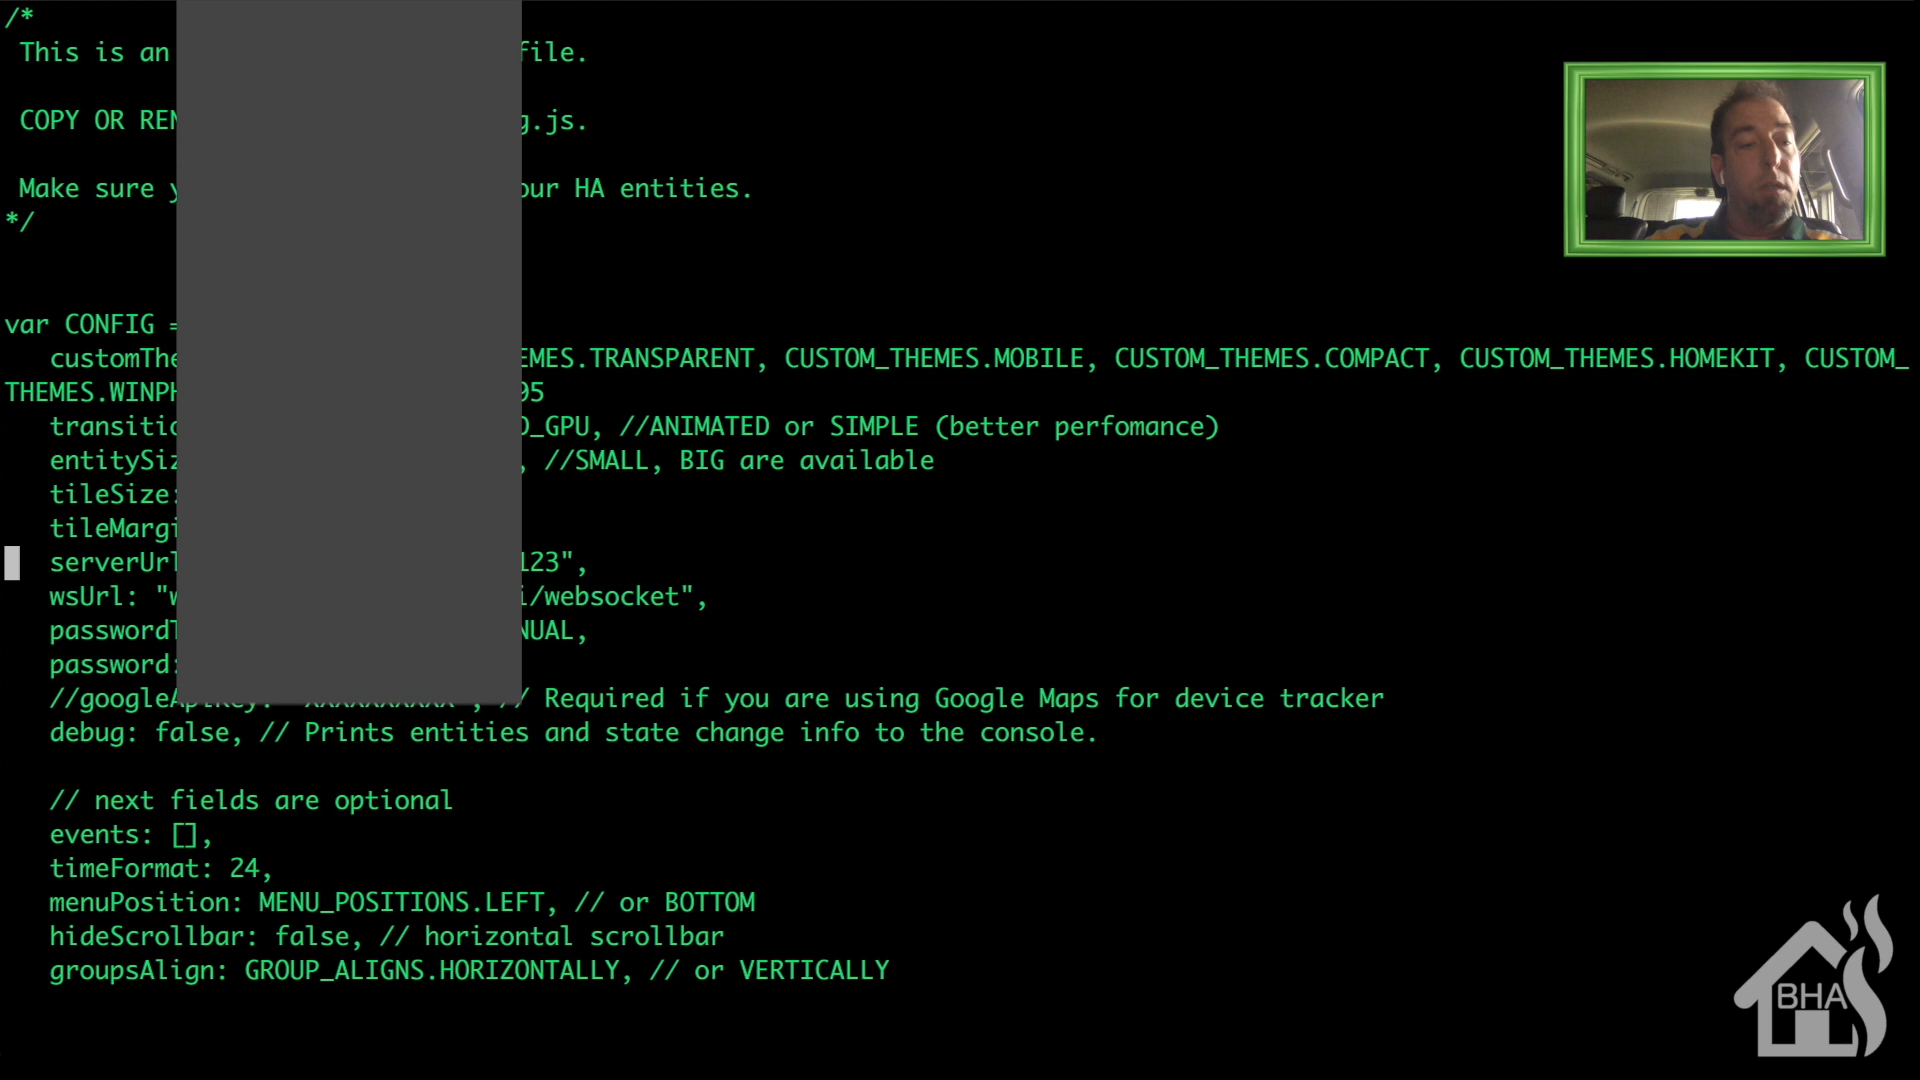 /*
This is an file.
COPY OR g.js.
Make sure our HA entities.
*/
var CONFIG =
customThe EMES.TRANSPARENT, CUSTOM_THEMES.MOBILE, CUSTOM_THEMES.COMPACT, CUSTOM_THEMES.HOMEKIT, CUSTOM_
THEMES.WINPH 95
transitio _GPU, //ANIMATED or SIMPLE (better perfomance)
entitySiz , //SMALL, BIG are available
tileSize:
tileMargi
serverUrl 123",
wsUrl: "w i/websocket",
password NUAL,
password:
// Required if you are using Google Maps for device tracker
debug: false, // Prints entities and state change info to the console.
// next fields are optional
events: [],
timeFormat: 24,
menuPosition: MENU_POSITIONS.LEFT, // or BOTTOM
hideScrollbar: false, // horizontal scrollbar
groupsAlign: GROUP_ALIGNS.HORIZONTALLY, // or VERTICALLY
BHA